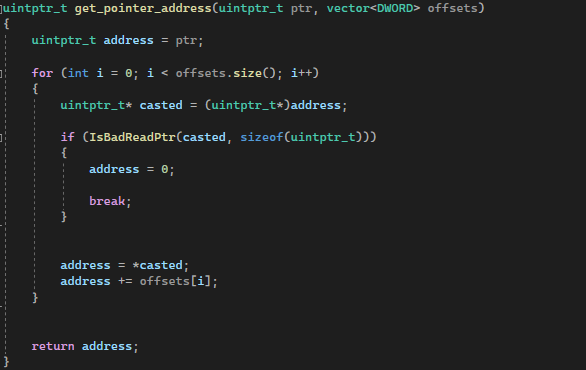 uintptr_t get_pointer_address(uintptr_t ptr, vector<DWORD> offsets)
{
    uintptr_t address = ptr;

    for (int i = 0; i < offsets.size(); i++)
    {
        uintptr_t* casted = (uintptr_t*)address;

        if (IsBadReadPtr(casted, sizeof(uintptr_t)))
        {
            address = 0;

            break;
        }


        address = *casted;
        address += offsets[i];
    }


    return address;
}